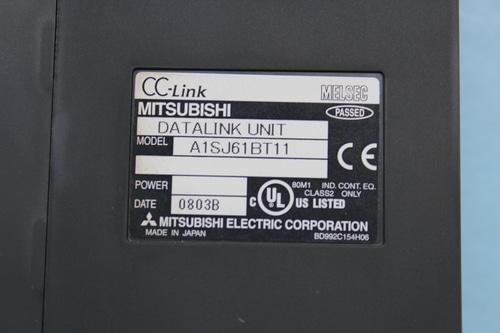 CC-Link MELSEC
MITSUBISHI PASSED
DATALINK UNIT
MODEL A1SJ61BT11
CE
POWER
80M1 IND. CONT. EQ.
CLASS2 ONLY
DATE 0803B C UL US LISTED
MITSUBISHI ELECTRIC CORPORATION
MADE IN JAPAN BD992C154H06